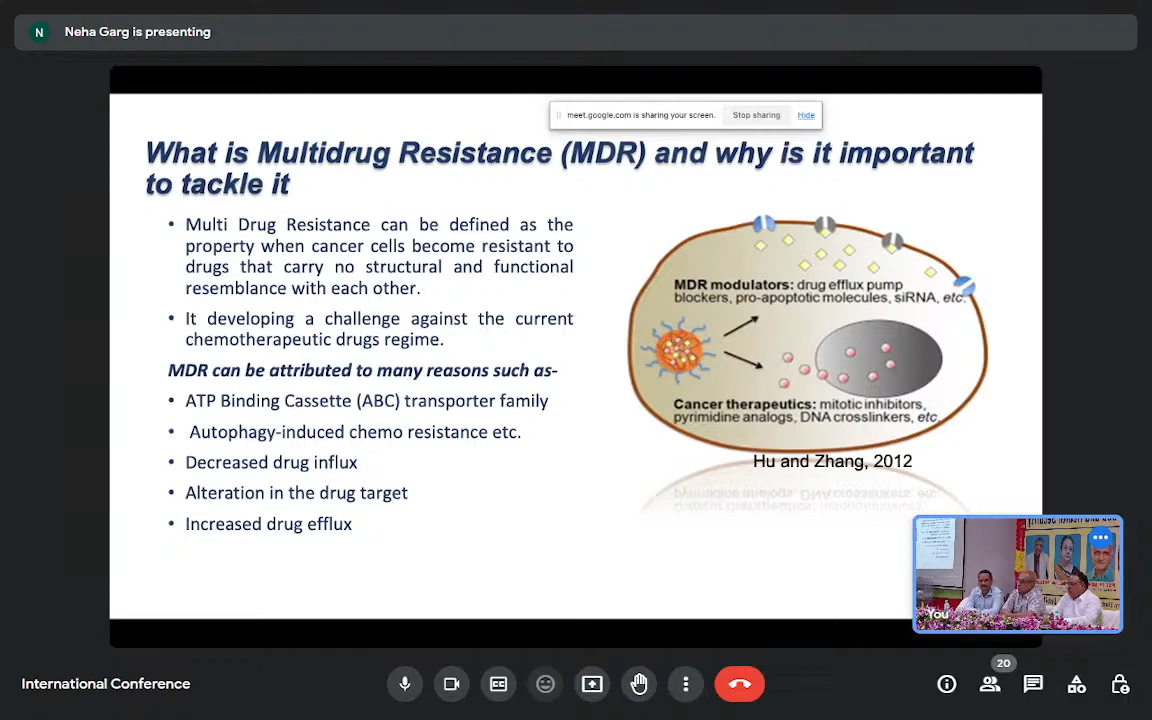 N
Neha Garg is presenting
meet.google.com is sharing your screen.
Stop sharing
Hide
What is Multidrug Resistance (MDR) and why is it important
to tackle it
• Multi Drug Resistance can be defined as the
property when cancer cells become resistant to
drugs that carry no structural and functional
resemblance with each other.
• It developing a challenge against the current
chemotherapeutic drugs regime.
MDR can be attributed to many reasons such as-
• ATP Binding Cassette (ABC) transporter family
• Autophagy-induced chemo resistance etc.
• Decreased drug influx
• Alteration in the drug target
• Increased drug efflux
MDR modulators: drug efflux pump
blockers, pro-apoptotic molecules, siRNA, etc.
Cancer therapeutics: mitotic inhibitors,
pyrimidine analogs, DNA crosslinkers, etc
Hu and Zhang, 2012
pyrimidine analogs, DNA crosslinkers, etc
You
International Conference
20